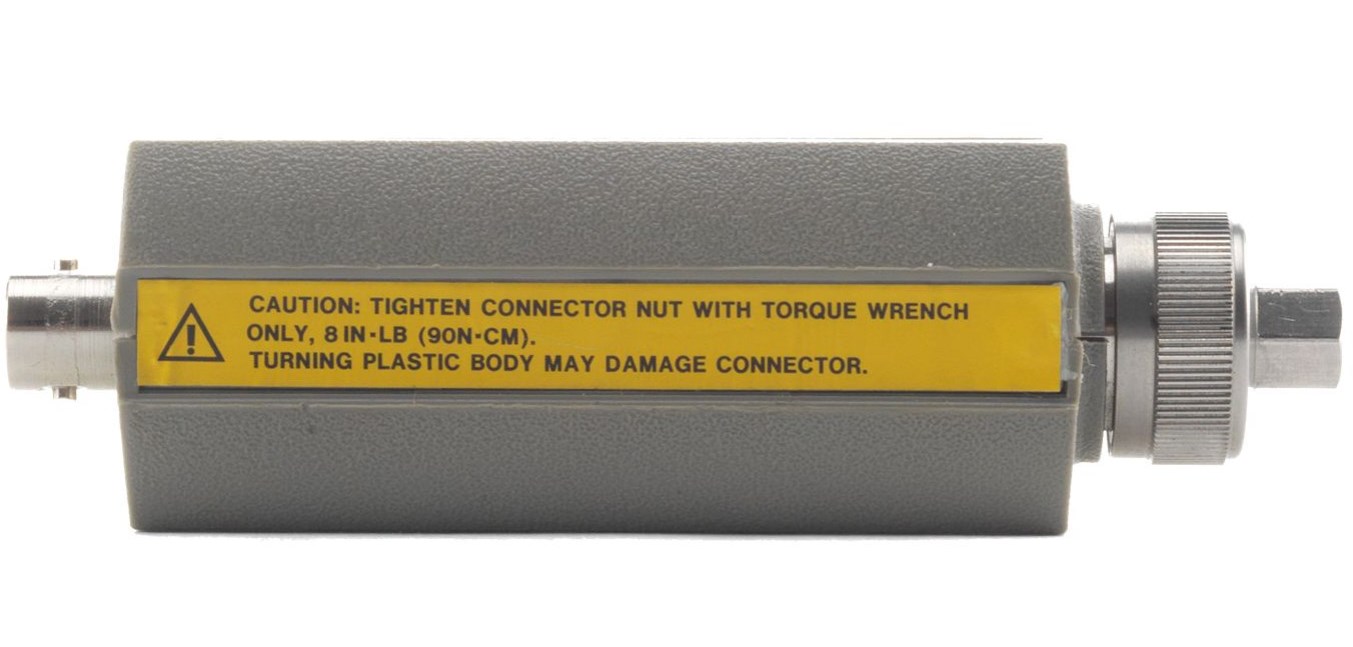 CAUTION: TIGHTEN CONNECTOR NUT WITH TORQUE WRENCH
ONLY, 8 IN·LB (90N·CM).
TURNING PLASTIC BODY MAY DAMAGE CONNECTOR.